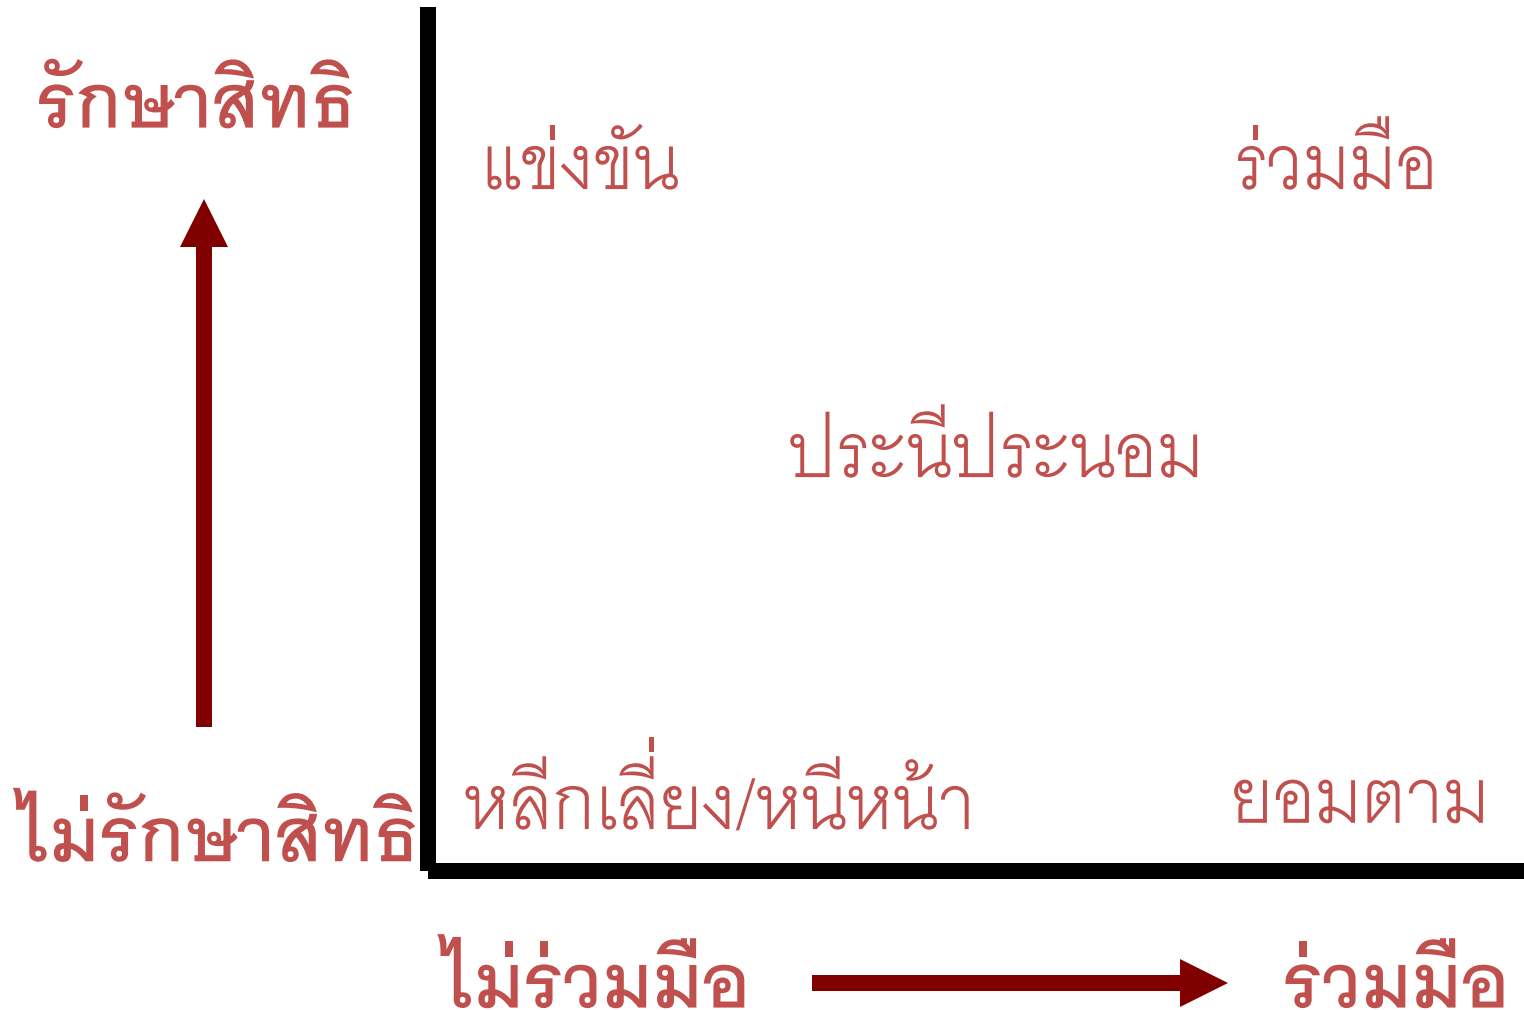 รักษาสิทธิ
แข่งขัน
ร่วมมือ
ประนีประนอม
หลีกเลี่ยง/หนีหน้า
ยอมตาม
ไม่รักษาสิทธิ
ไม่ร่วมมือ
ร่วมมือ